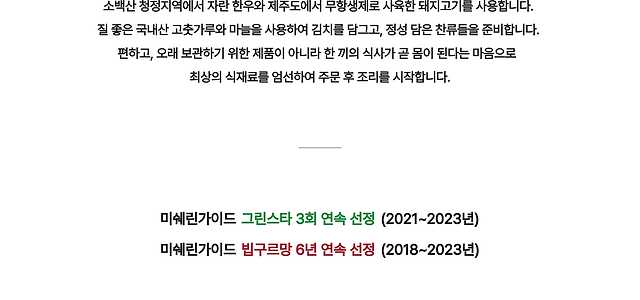 소백산 청정지역에서 자란 한우와 제주도에서 무항생제로 사육한 돼지고기를 사용합니다.
질 좋은 국내산 고춧가루와 마늘을 사용하여 김치를 담그고, 정성 담은 찬류들을 준비합니다.
편하고, 오래 보관하기 위한 제품이 아니라 한 끼의 식사가 곧 몸이 된다는 마음으로
최상의 식재료를 엄선하여 주문 후 조리를 시작합니다.
미쉐린가이드 그린스타 3회 연속 선정 (2021~2023년)
미쉐린가이드 빕구르망 6년 연속 선정 (2018~2023년)